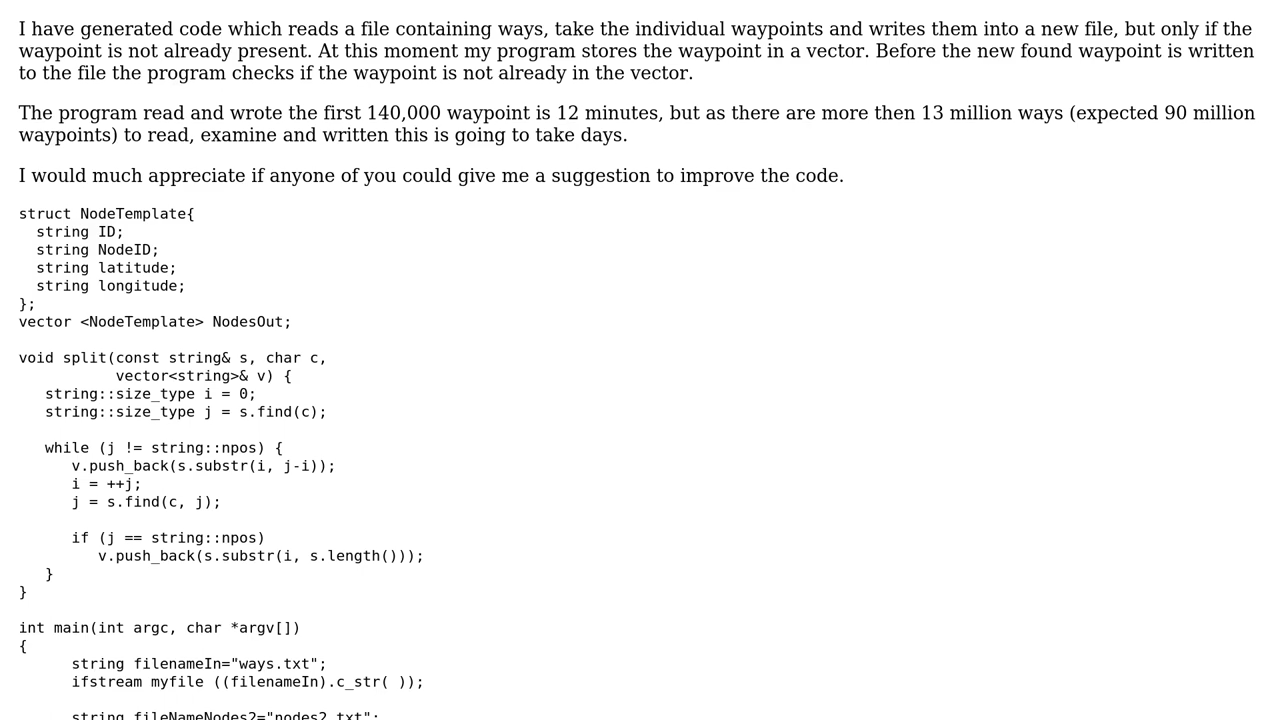 I have generated code which reads a file containing ways, take the individual waypoints and writes them into a new file, but only if the
waypoint is not already present. At this moment my program stores the waypoint in a vector. Before the new found waypoint is written
to the file the program checks if the waypoint is not already in the vector.
The program read and wrote the first 140,000 waypoint is 12 minutes, but as there are more then 13 million ways (expected 90 million
waypoints) to read, examine and written this is going to take days.
I would much appreciate if anyone of you could give me a suggestion to improve the code.
struct NodeTemplate{
  string ID;
  string NodeID;
  string latitude;
  string longitude;
};
vector <NodeTemplate> NodesOut;
void split(const string& s, char c,
           vector<string>& v) {
   string::size_type i = 0;
   string::size_type j = s.find(c);
   while (j != string::npos) {
      v.push_back(s.substr(i, j-i));
      i = ++j;
      j = s.find(c, j);
      if (j == string::npos)
         v.push_back(s.substr(i, s.length()));
   }
}
int main(int argc, char *argv[])
{
      string filenameIn="ways.txt";
      ifstream myfile ((filenameIn).c_str( ));
      string fileNameNodes2="nodes2.txt";